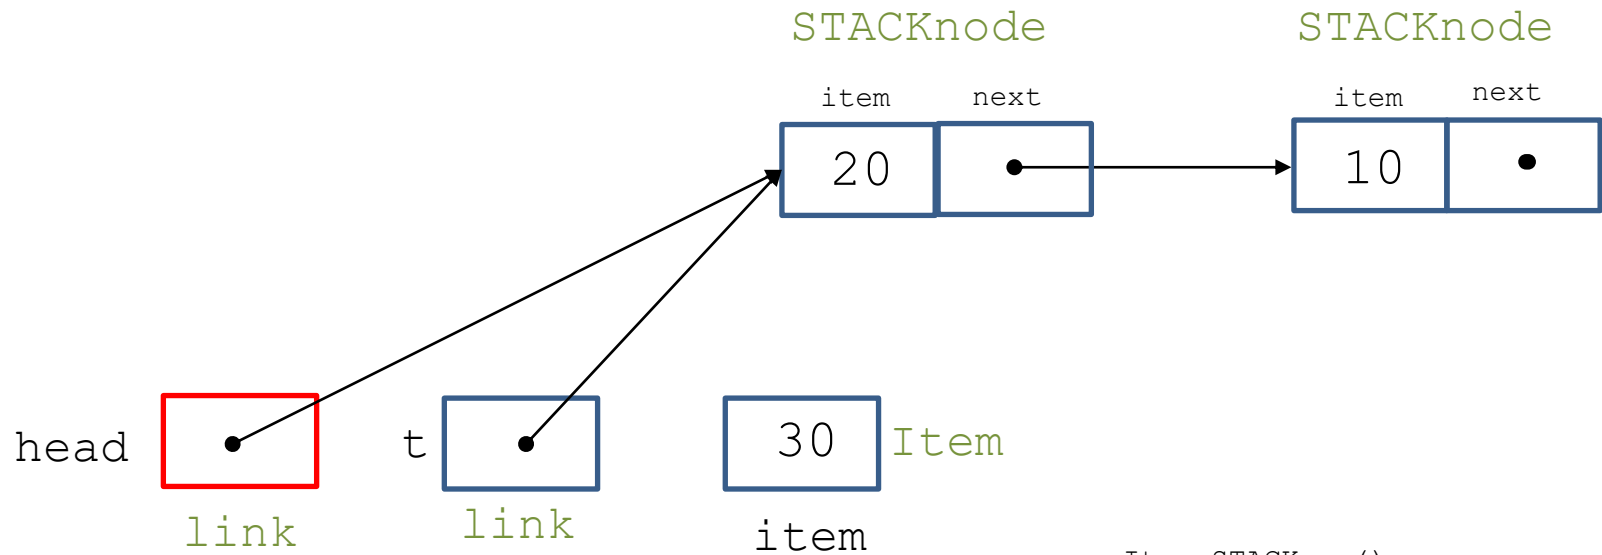 STACKnode STACKnode
item next item next
20 10
head t 30 Item
link link item